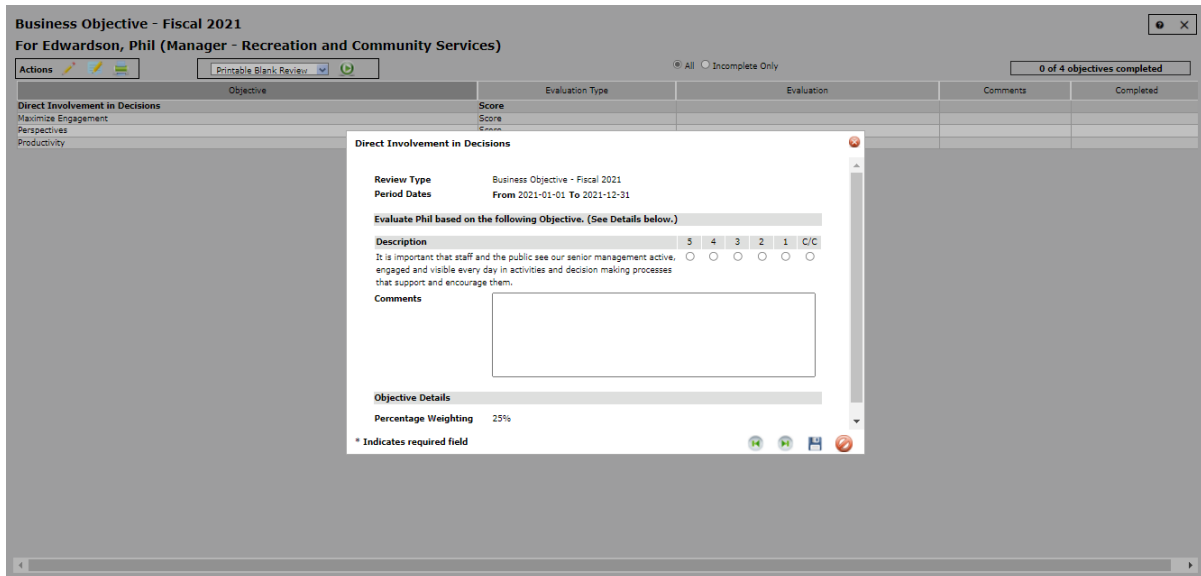 Business Objective - Fiscal 2021
For Edwardson, Phil (Manager - Recreation and Community Services)
Actions
Printable Blank Review
All Incomplete Only
0 of 4 objectives completed
Objective Evaluation Type Evaluation Comments Completed
Direct Involvement in Decisions Score
Maximize Engagement Score
Perspectives Score
Productivity
Direct Involvement in Decisions
Review Type Business Objective - Fiscal 2021
Period Dates From 2021-01-01 To 2021-12-31
Evaluate Phil based on the following Objective. (See Details below.)
Description 5 4 3 2 1 C/C
It is important that staff and the public see our senior management active,
engaged and visible every day in activities and decision making processes
that support and encourage them.
Comments
Objective Details
Percentage Weighting 25%
* Indicates required field